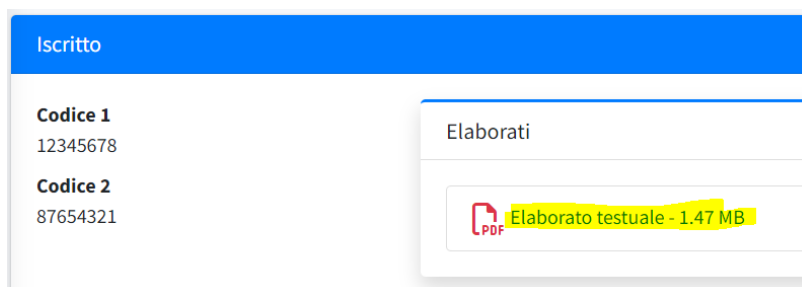 Iscritto
Codice 1
12345678
Codice 2
87654321
Elaborati
PDF
Elaborato testuale - 1.47 MB